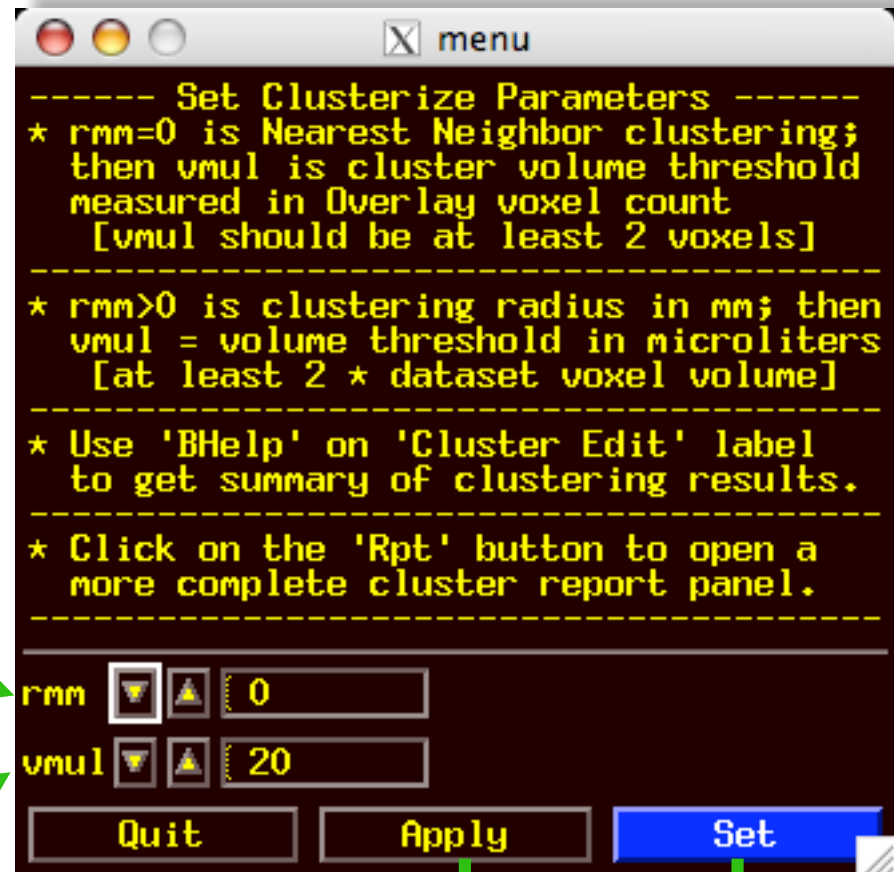 X menu
------ Set Clusterize Parameters ------
* rmm=0 is Nearest Neighbor clustering;
then vmul is cluster volume threshold
measured in Overlay voxel count
[vmul should be at least 2 voxels]
----------------------------------------
* rmm>0 is clustering radius in mm; then
vmul = volume threshold in microliters
[at least 2 * dataset voxel volume]
----------------------------------------
* Use 'BHelp' on 'Cluster Edit' label
to get summary of clustering results.
----------------------------------------
* Click on the 'Rpt' button to open a
more complete cluster report panel.
----------------------------------------
rmm 0
vmul 20
Quit Apply Set